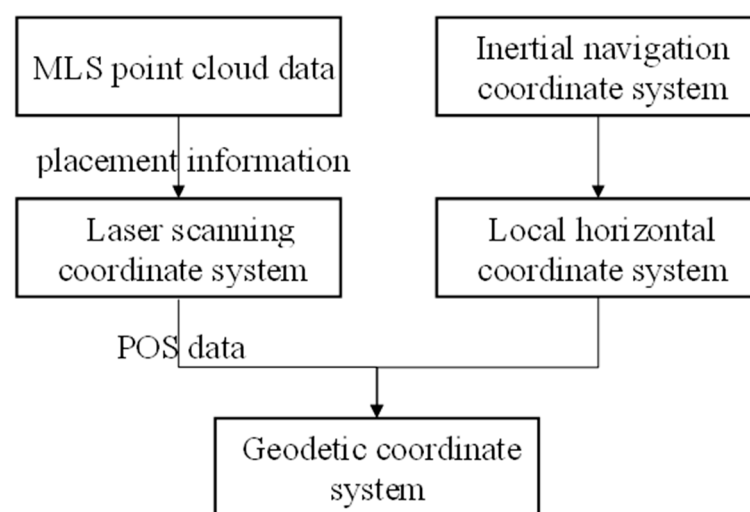 MLS point cloud data
Inertial navigation
coordinate system
placement information
Laser scanning
coordinate system
Local horizontal
coordinate system
POS data
Geodetic coordinate
system